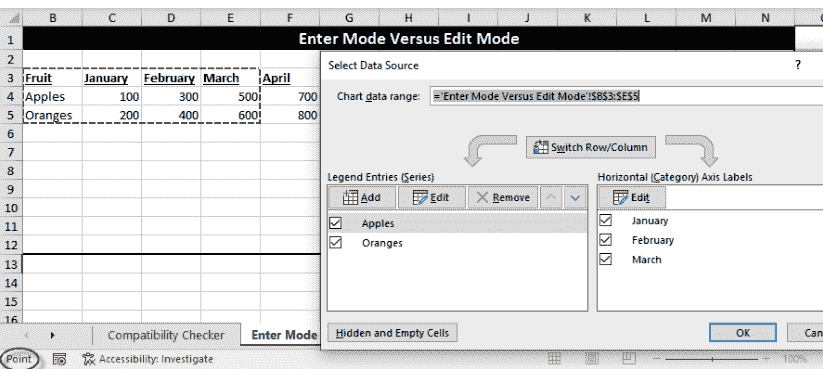 B C D E F G H I J K L M N
1 Enter Mode Versus Edit Mode
2 Select Data Source ?
3 Fruit January February March April
4 Apples 100 300 500 700 Chart data range: ='Enter Mode Versus Edit Mode'!$B$3:$E$5
5 Oranges 200 400 600 800
6
7 Switch Row/Column
8 Legend Entries (Series) Horizontal (Category) Axis Labels
9 Add Edit Remove Edit
10 Apples January
11 Oranges February
12 March
13
14
15
16 Hidden and Empty Cells OK
Compatibility Checker Enter Mode
Point Accessibility: Investigate 100%